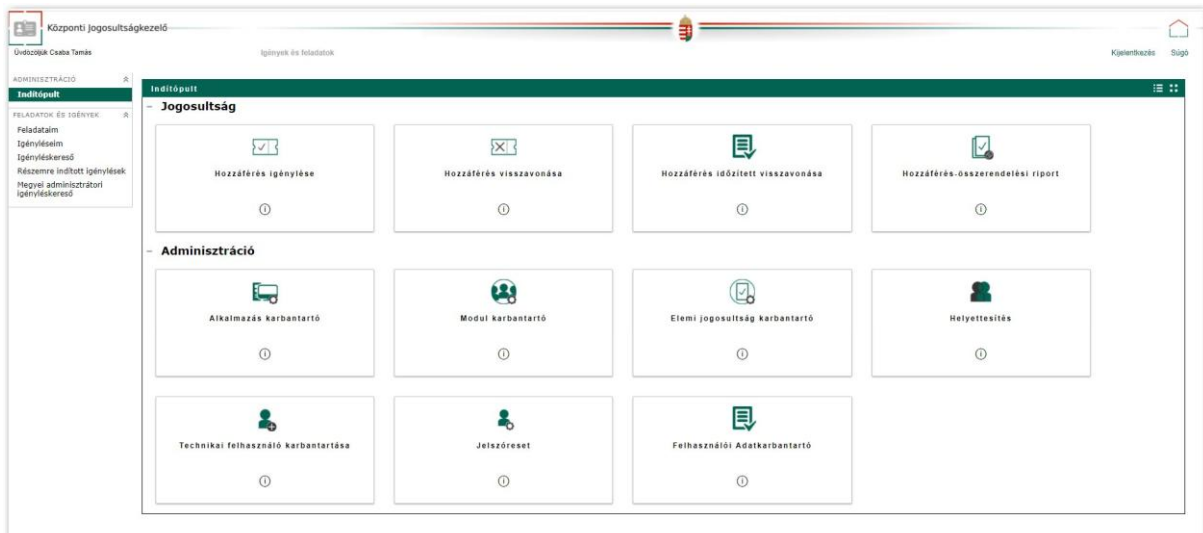 Központi Jogosultságkezelő
Üdvözöljük Csaba Tamás
Igények és feladatok
Kijelentkezés
Súgó
ADMINISZTRÁCIÓ
Indítópult
FELADATOK ÉS IGÉNYEK
Feladataim
Igényléseim
Igényléskereső
Részemre indított igénylések
Megyei adminisztrátori
igényléskereső
Indítópult
Jogosultság
Hozzáférés igénylése
Hozzáférés visszavonása
Hozzáférés időzített visszavonása
Hozzáférés-összerendelési riport
Adminisztráció
Alkalmazás karbantartó
Modul karbantartó
Elemi jogosultság karbantartó
Helyettesítés
Technikai felhasználó karbantartása
Jelszóreset
Felhasználói Adatkarbantartó